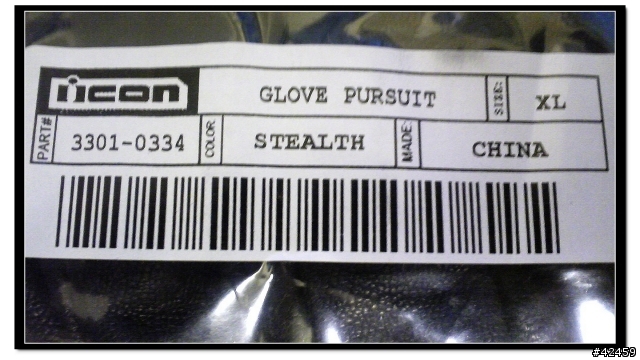 icon GLOVE PURSUIT SIZE: XL
PART# 3301-0334 COLOR STEALTH MADE: CHINA
#42459